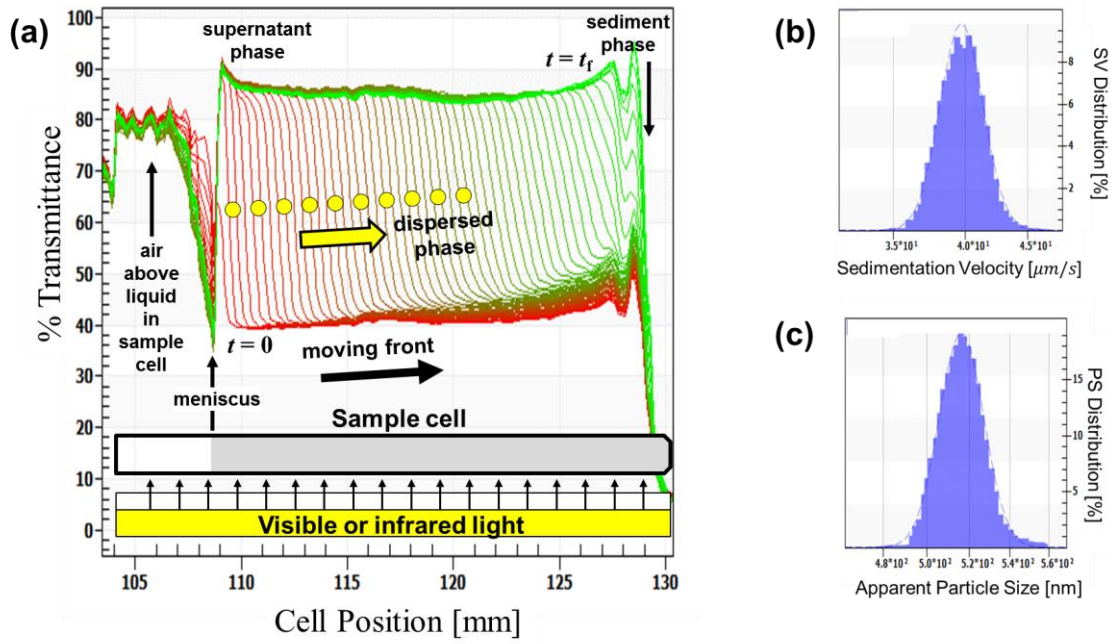 (a)
100
90
80
70
60
50
40
30
20
10
0
% Transmittance
supernatant
phase
t = t_f
sediment
phase
air
above
liquid
in
sample
cell
dispersed
phase
t = 0
moving front
meniscus
Sample cell
Visible or infrared light
105
110
115
120
125
130
Cell Position [mm]
(b)
8
6
4
2
SV Distribution [%]
3.5*10¹
4.0*10¹
4.5*10¹
Sedimentation Velocity [μm/s]
(c)
15
10
5
PS Distribution [%]
4.8*10²
5.0*10²
5.2*10²
5.4*10²
5.6*10²
Apparent Particle Size [nm]